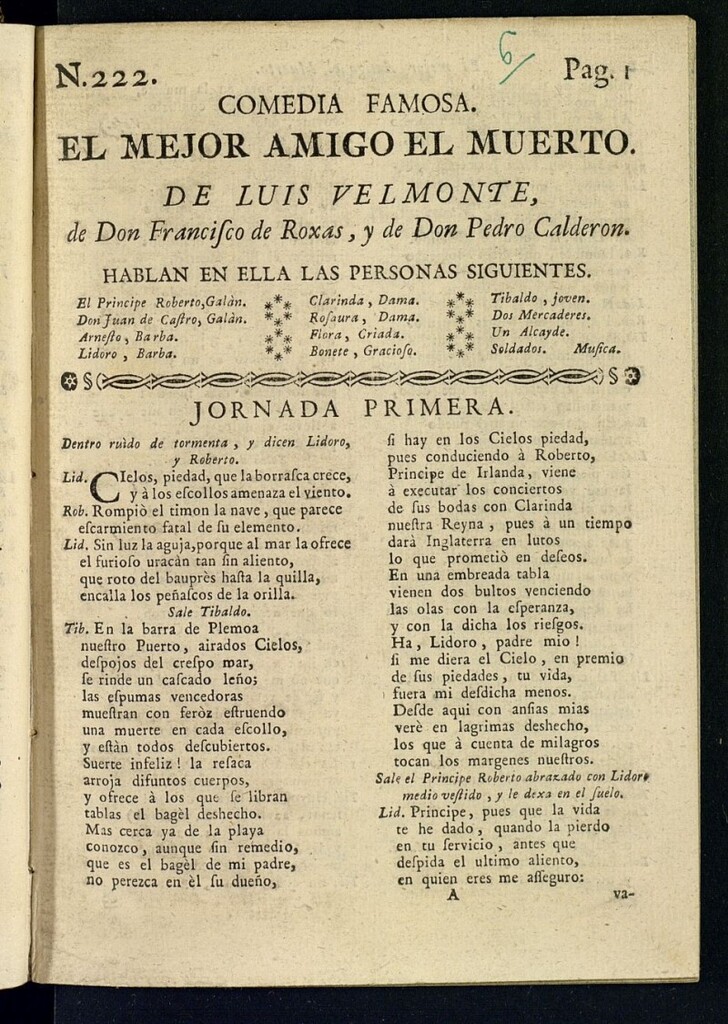 6/
N.222.
Pag. 1
COMEDIA FAMOSA.
EL MEJOR AMIGO EL MUERTO.
DE LUIS VELMONTE,
de Don Franciſco de Roxas, y de Don Pedro Calderon.
HABLAN EN ELLA LAS PERSONAS SIGUIENTES.
El Principe Roberto, Galàn.
Don Juan de Caſtro, Galàn.
Arneſto, Barba.
Lidoro, Barba.
Clarinda, Dama.
Roſaura, Dama.
Flora, Criada.
Bonete, Gracioſo.
Tibaldo, joven.
Dos Mercaderes.
Un Alcayde.
Soldados. Muſica.
JORNADA PRIMERA.
Dentro ruìdo de tormenta, y dicen Lidoro,
y Roberto.
Lid. CIelos, piedad, que la borraſca crece,
y à los eſcollos amenaza el viento.
Rob. Rompiò el timon la nave, que parece
eſcarmiento fatal de ſu elemento.
Lid. Sin luz la aguja, porque al mar la ofrece
el furioſo uracàn tan ſin aliento,
que roto del bauprès haſta la quilla,
encalla los peñaſcos de la orilla.
Sale Tibaldo.
Tib. En la barra de Plemoa
nueſtro Puerto, airados Cielos,
deſpojos del creſpo mar,
ſe rinde un caſcado leño;
las eſpumas vencedoras
mueſtran con feròz eſtruendo
una muerte en cada eſcollo,
y eſtàn todos deſcubiertos.
Suerte infeliz! la reſaca
arroja difuntos cuerpos,
y ofrece à los que ſe libran
tablas el bagèl deshecho.
Mas cerca ya de la playa
conozco, aunque ſin remedio,
que es el bagèl de mi padre,
no perezca en èl ſu dueño,
ſi hay en los Cielos piedad,
pues conduciendo à Roberto,
Principe de Irlanda, viene
à executar los conciertos
de ſus bodas con Clarinda
nueſtra Reyna, pues à un tiempo
darà Inglaterra en lutos
lo que prometiò en deſeos.
En una embreada tabla
vienen dos bultos venciendo
las olas con la eſperanza,
y con la dicha los rieſgos.
Ha, Lidoro, padre mio!
ſi me diera el Cielo, en premio
de ſus piedades, tu vida,
fuera mi deſdicha menos.
Deſde aqui con anſias mias
verè en lagrimas deshecho,
los que à cuenta de milagros
tocan los margenes nueſtros.
Sale el Principe Roberto abrazado con Lidoro
medio veſtido, y le dexa en el ſuelo.
Lid. Principe, pues que la vida
te he dado, quando la pierdo
en tu ſervicio, antes que
deſpida el ultimo aliento,
en quien eres me aſſeguro:
A
va-